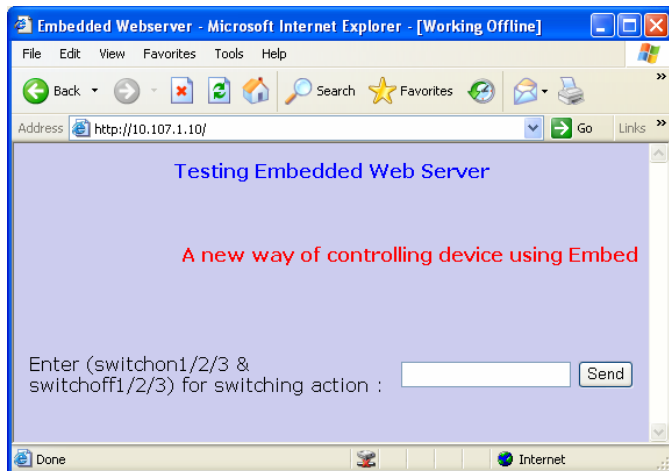 Embedded Webserver - Microsoft Internet Explorer - [Working Offline]
File Edit View Favorites Tools Help
Back Search Favorites »
Address http://10.107.1.10/ Go Links »
Testing Embedded Web Server
A new way of controlling device using Embed
Enter (switchon1/2/3 &
switchoff1/2/3) for switching action : Send
Done Internet